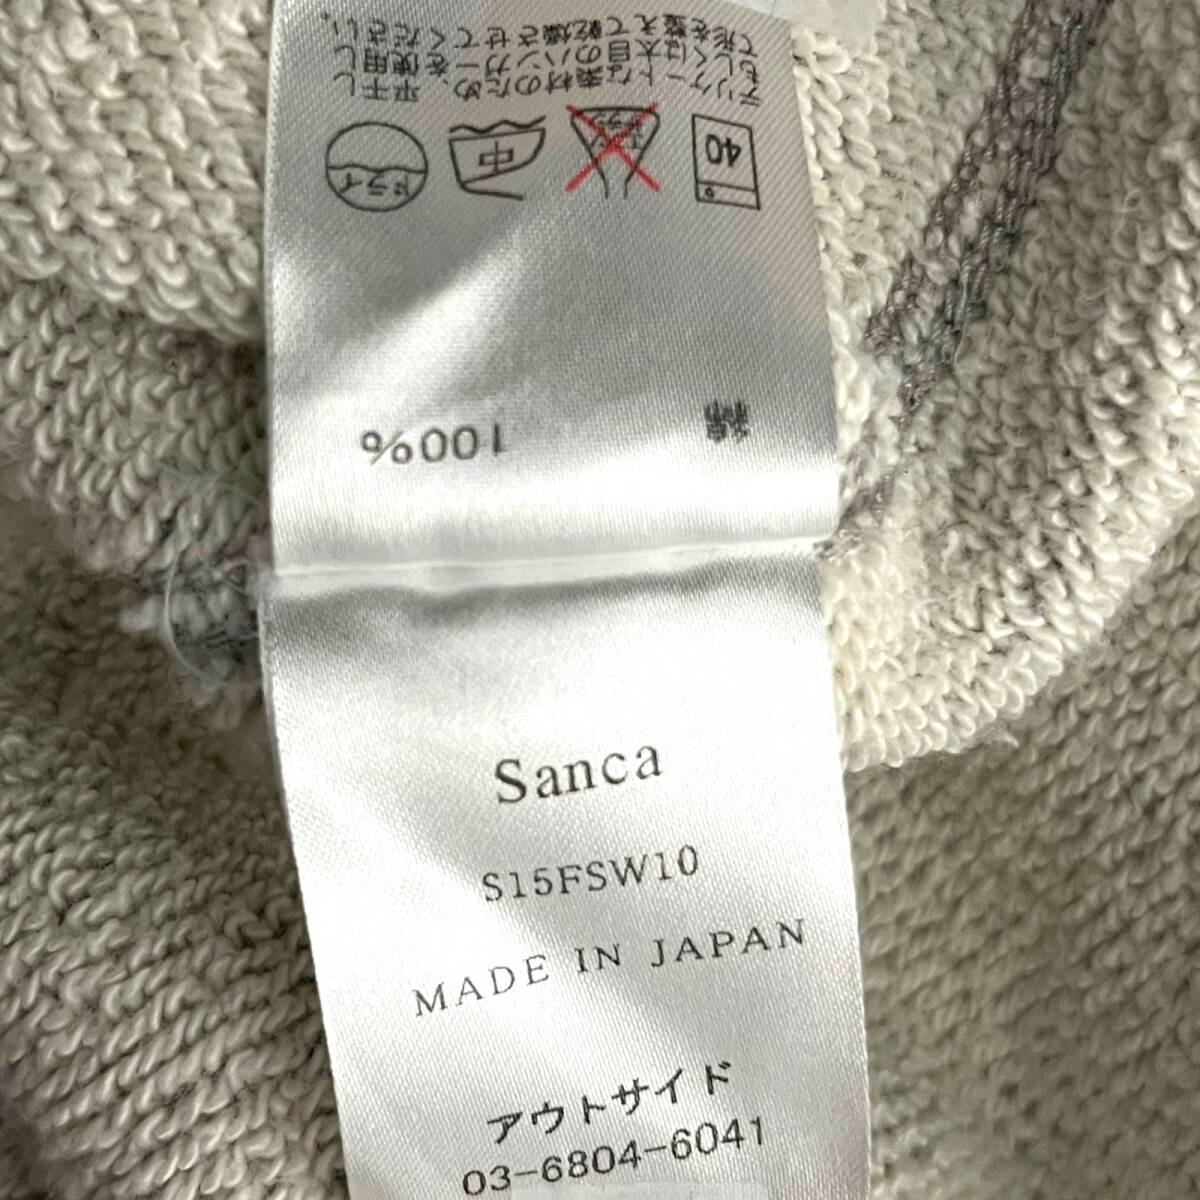 40
中
ドライ
デリケートな素材のため、平干し
もしくは太目のハンガーを使用し
て形を整えて乾燥させてください。
綿 100%
Sanca
S15FSW10
MADE IN JAPAN
アウトサイド
03-6804-6041